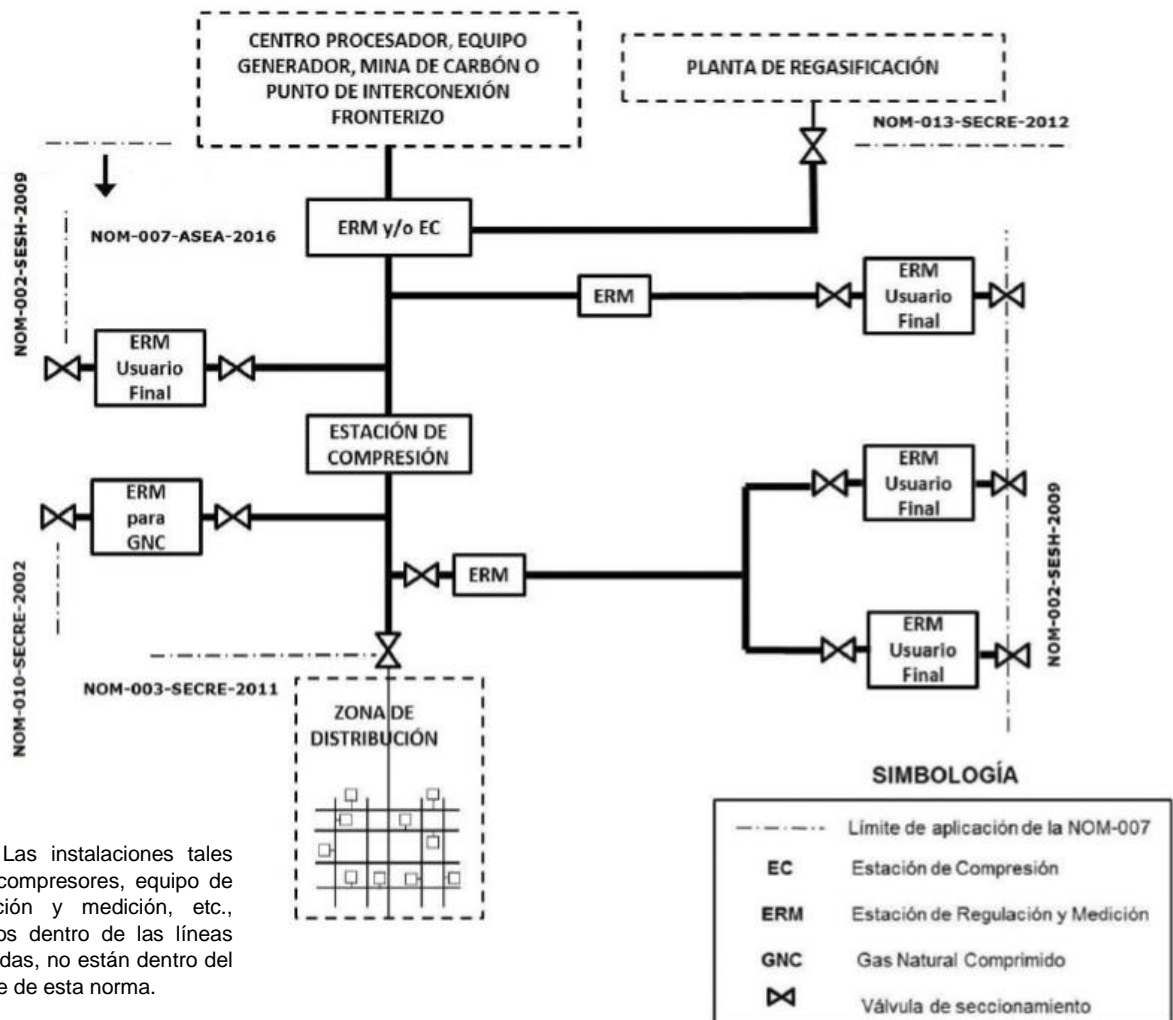 CENTRO PROCESADOR, EQUIPO
GENERADOR, MINA DE CARBÓN O
PUNTO DE INTERCONEXIÓN
FRONTERIZO
PLANTA DE REGASIFICACIÓN
NOM-013-SECRE-2012
NOM-002-SESH-2009
NOM-007-ASEA-2016
ERM y/o EC
ERM
ERM
Usuario
Final
ERM
Usuario
Final
ESTACIÓN DE
COMPRESIÓN
ERM
Usuario
Final
ERM
para
GNC
ERM
NOM-002-SESH-2009
NOM-010-SECRE-2002
ERM
Usuario
Final
NOM-003-SECRE-2011
ZONA DE
DISTRIBUCIÓN
SIMBOLOGÍA
Límite de aplicación de la NOM-007
EC Estación de Compresión
ERM Estación de Regulación y Medición
GNC Gas Natural Comprimido
Válvula de seccionamiento
Las instalaciones tales
compresores, equipo de
ción y medición, etc.,
os dentro de las líneas
das, no están dentro del
e de esta norma.